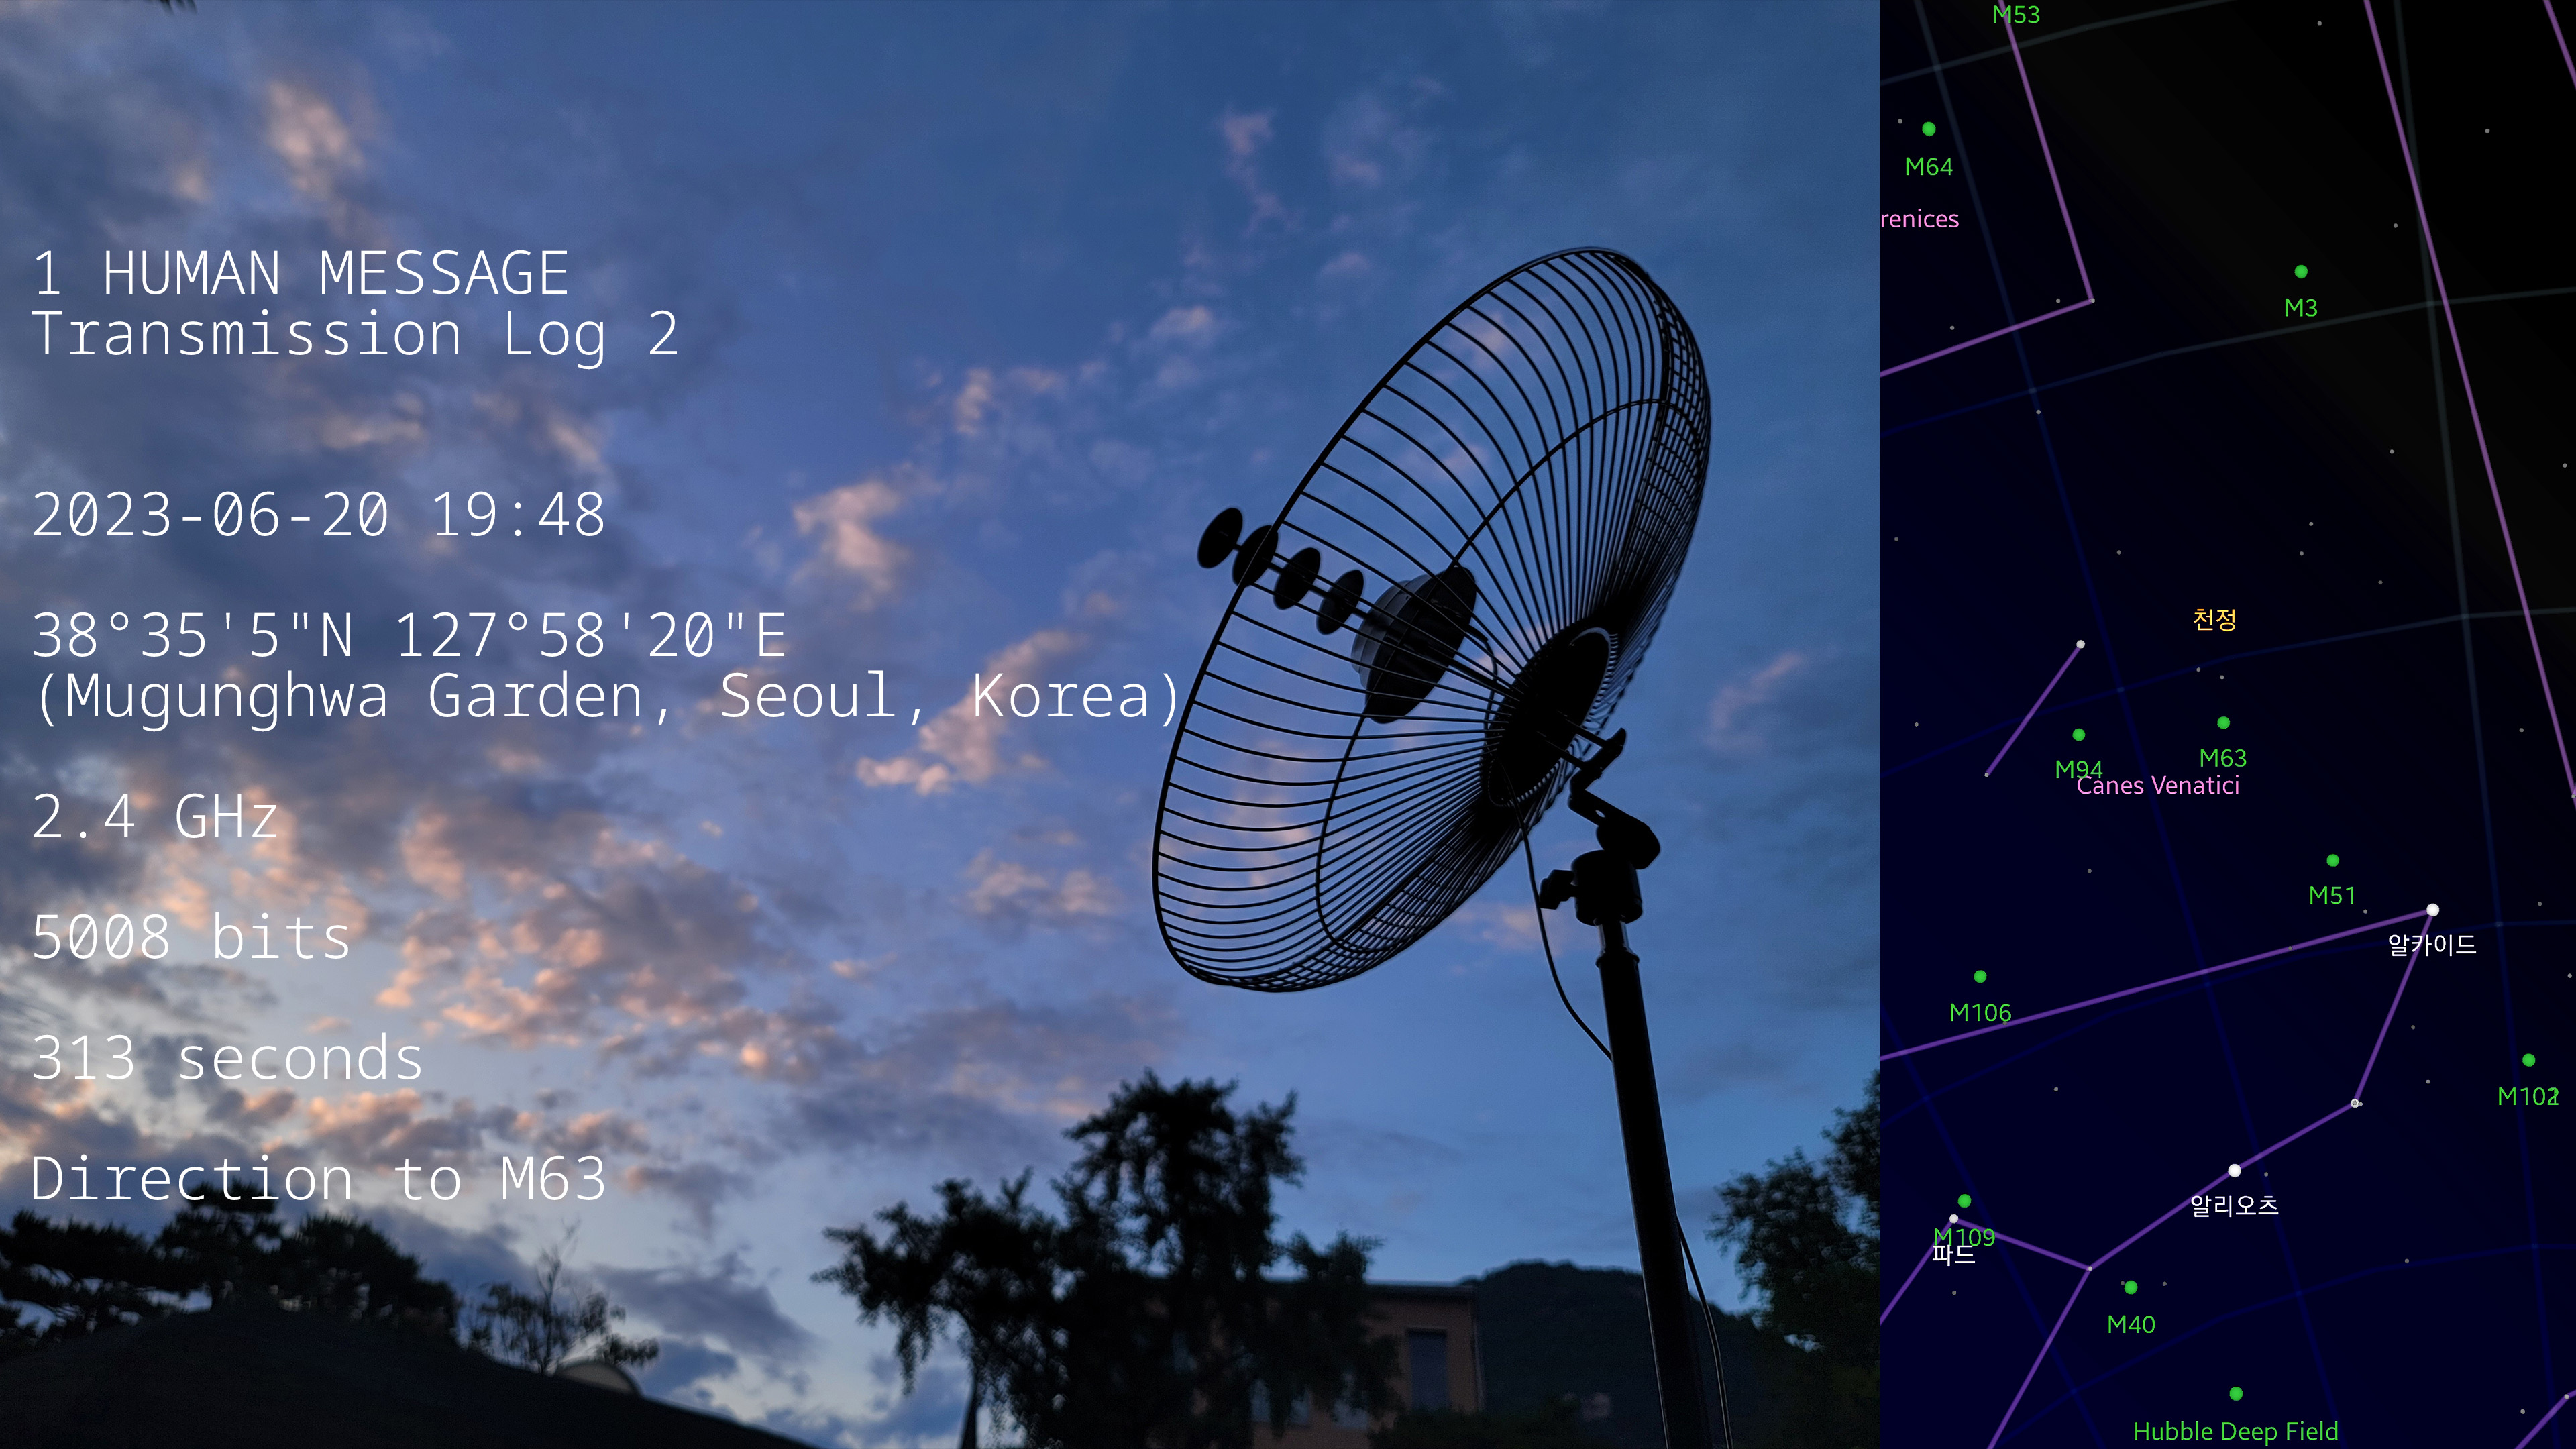 1 HUMAN MESSAGE
Transmission Log 2
2023-06-20 19:48
38°35'5"N 127°58'20"E
(Mugunghwa Garden, Seoul, Korea)
2.4 GHz
5008 bits
313 seconds
Direction to M63
M53
M64
renices
M3
천정
M94
M63
Canes Venatici
M51
알카이드
M106
M102
알리오츠
M109
파드
M40
Hubble Deep Field